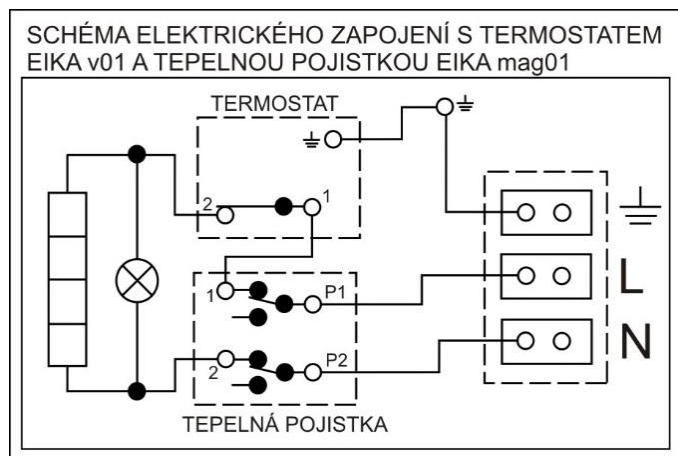 SCHÉMA ELEKTRICKÉHO ZAPOJENÍ S TERMOSTATEM
EIKA v01 A TEPELNOU POJISTKOU EIKA mag01
TERMOSTAT
2
1
1
P1
L
2
P2
N
TEPELNÁ POJISTKA